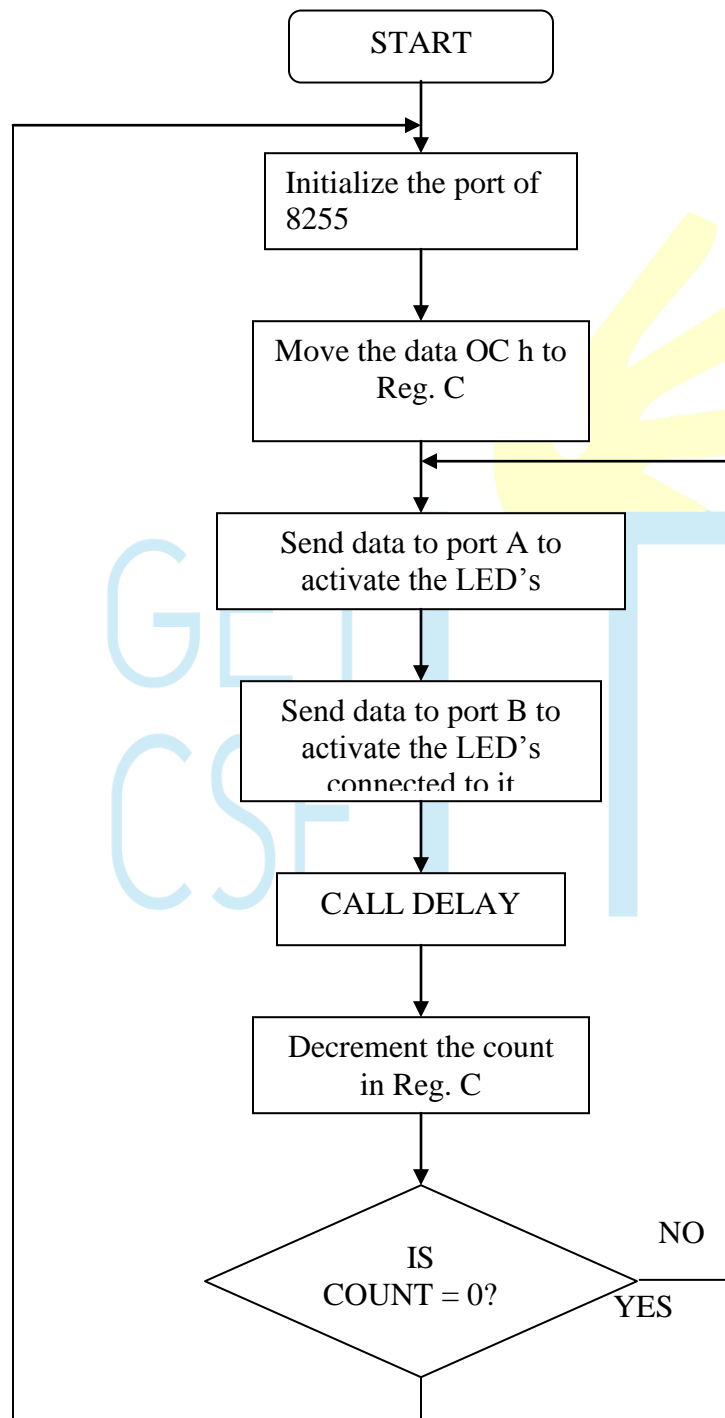 START
Initialize the port of
8255
Move the data OC h to
Reg. C
Send data to port A to
activate the LED’s
Send data to port B to
activate the LED’s
connected to it
CALL DELAY
Decrement the count
in Reg. C
IS
COUNT = 0?
NO
YES
GET
CSE